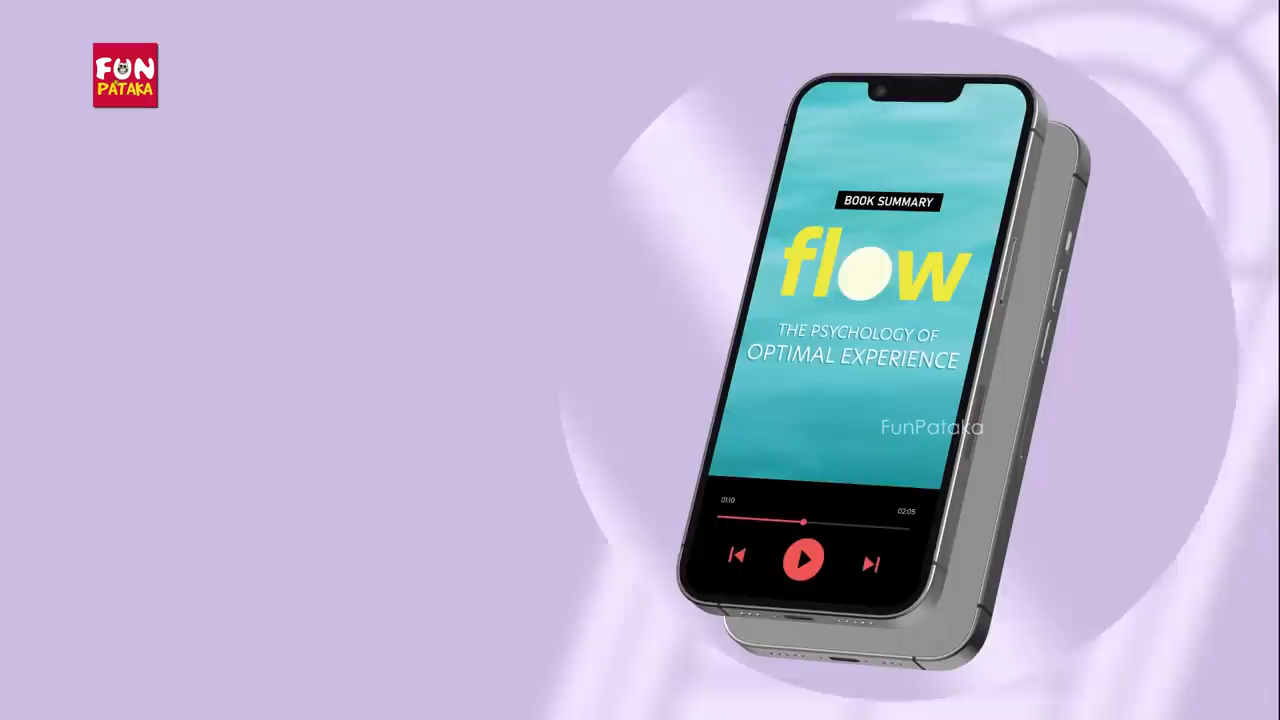 FUN
PATAKA
BOOK SUMMARY
flow
THE PSYCHOLOGY OF
OPTIMAL EXPERIENCE
FunPataka
01:10
02:05